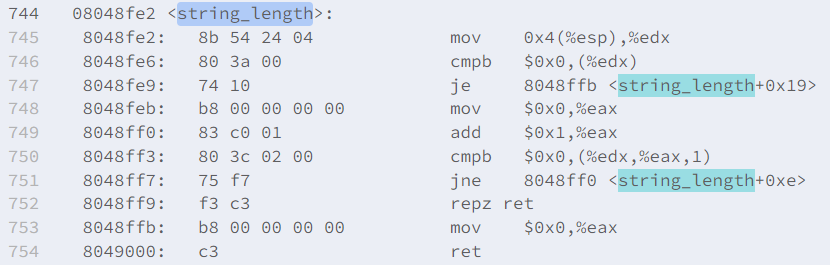 744 08048fe2 <string_length>:
745 8048fe2: 8b 54 24 04 mov 0x4(%esp),%edx
746 8048fe6: 80 3a 00 cmpb $0x0,(%edx)
747 8048fe9: 74 10 je 8048ffb <string_length+0x19>
748 8048feb: b8 00 00 00 00 mov $0x0,%eax
749 8048ff0: 83 c0 01 add $0x1,%eax
750 8048ff3: 80 3c 02 00 cmpb $0x0,(%edx,%eax,1)
751 8048ff7: 75 f7 jne 8048ff0 <string_length+0xe>
752 8048ff9: f3 c3 repz ret
753 8048ffb: b8 00 00 00 00 mov $0x0,%eax
754 8049000: c3 ret